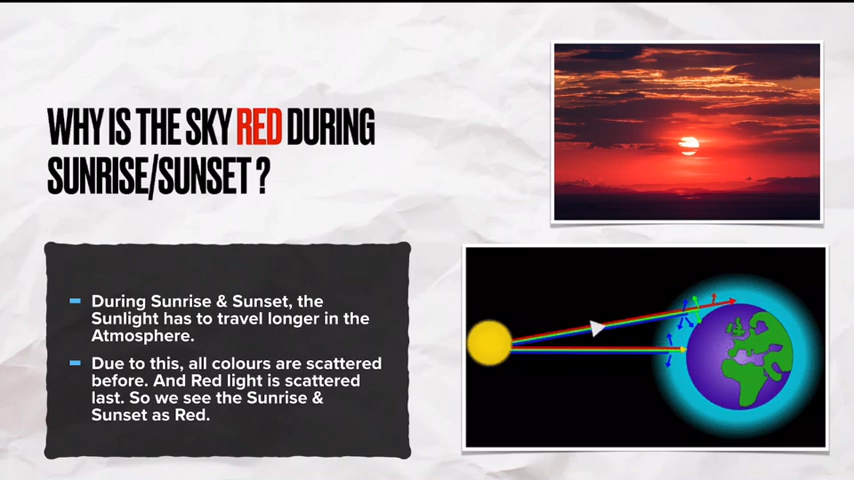 WHY IS THE SKY RED DURING
SUNRISE/SUNSET ?
During Sunrise & Sunset, the
Sunlight has to travel longer in the
Atmosphere.
Due to this, all colours are scattered
before. And Red light is scattered
last. So we see the Sunrise &
Sunset as Red.